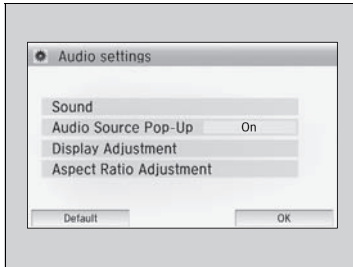 Audio settings
Sound
Audio Source Pop-Up On
Display Adjustment
Aspect Ratio Adjustment
Default OK